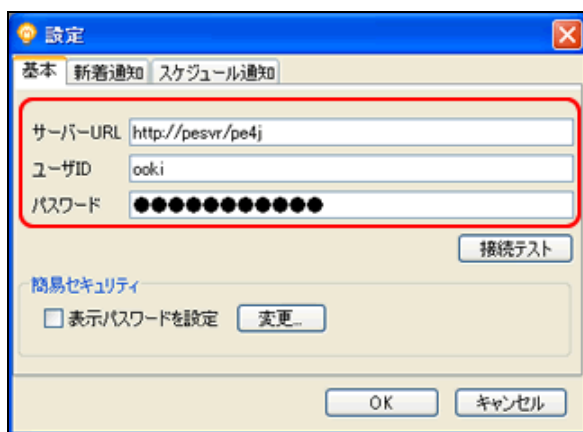 設定
基本 新着通知 スケジュール通知
サーバーURL http://pesvr/pe4j
ユーザID ooki
パスワード ●●●●●●●●●●●
接続テスト
簡易セキュリティ
表示パスワードを設定 変更...
OK キャンセル